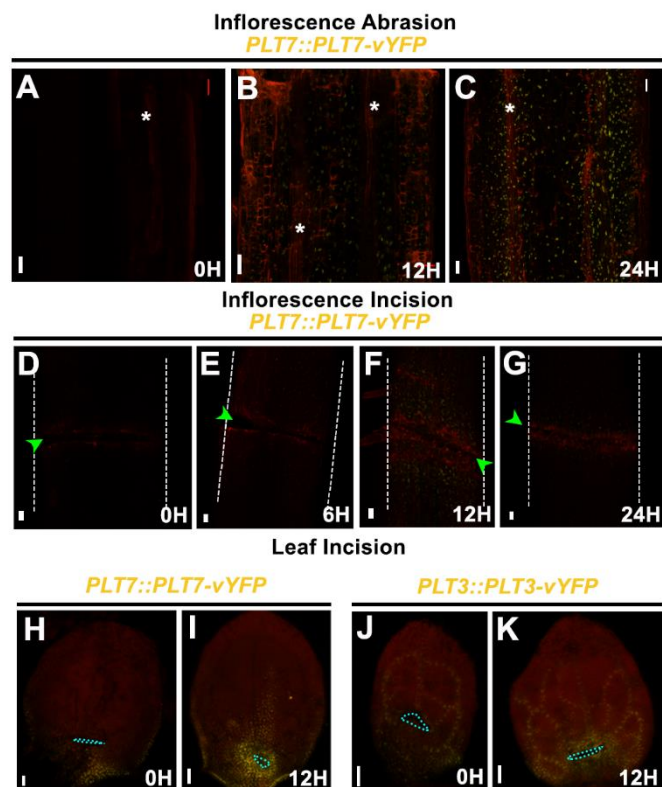 Inflorescence Abrasion
PLT7::PLT7-vYFP
A B C
* * * *
0H 12H 24H
Inflorescence Incision
PLT7::PLT7-vYFP
D E F G
0H 6H 12H 24H
Leaf Incision
PLT7::PLT7-vYFP PLT3::PLT3-vYFP
H I J K
0H 12H 0H 12H